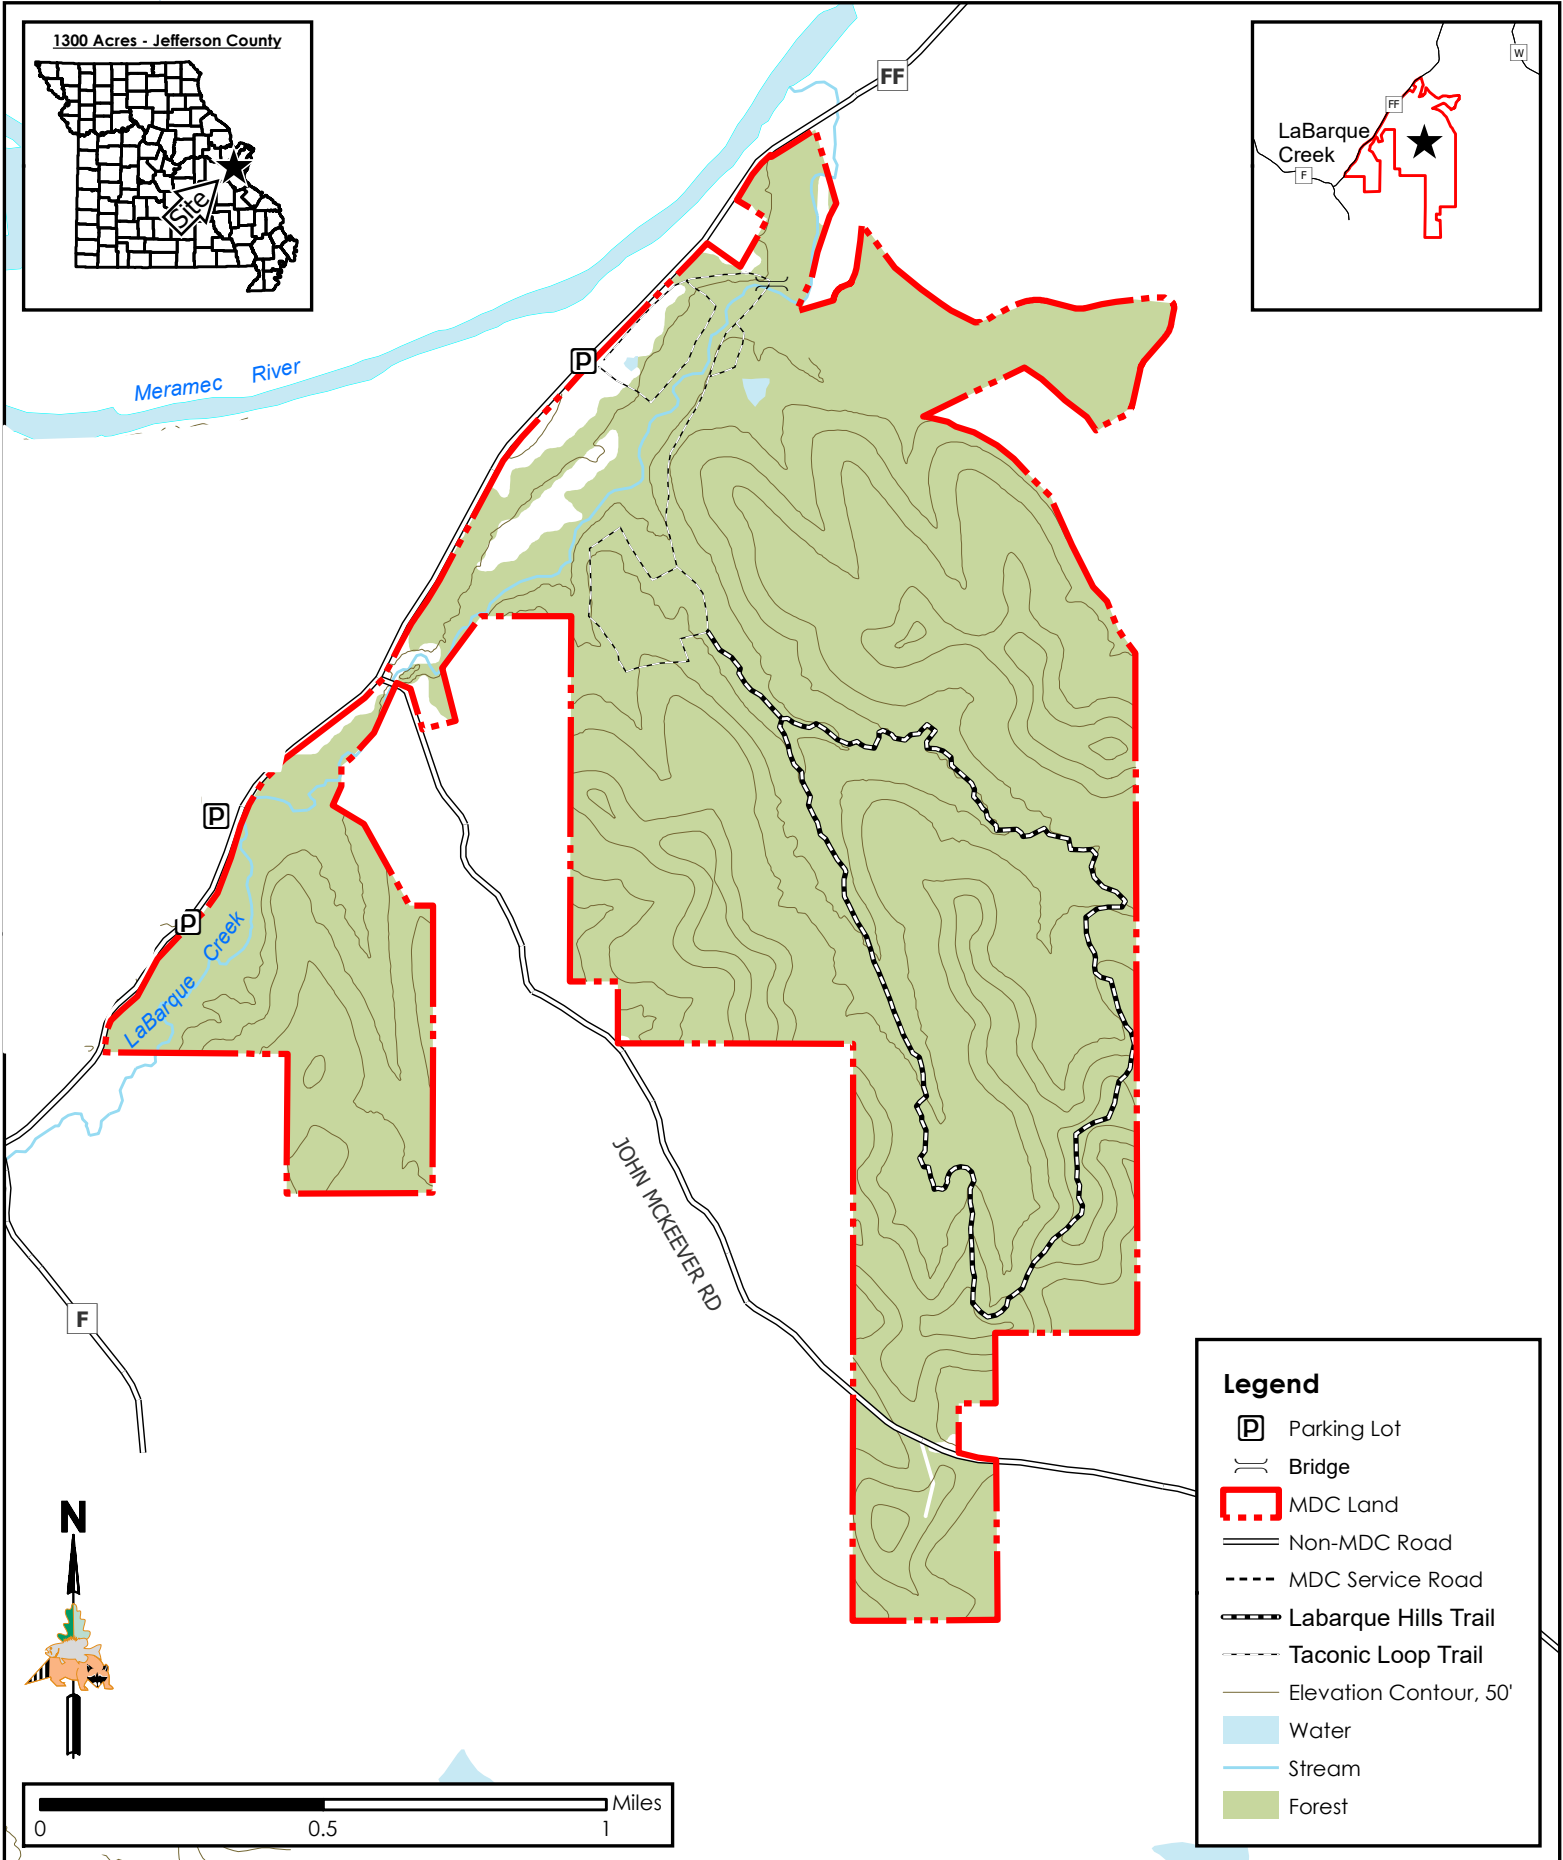 1300 Acres - Jefferson County
Site
FF
W
FF
LaBarque
Creek
F
P
Meramec River
P
P
LaBarque Creek
JOHN MCKEEVER RD
F
N
Legend
P Parking Lot
Bridge
MDC Land
Non-MDC Road
MDC Service Road
Labarque Hills Trail
Taconic Loop Trail
Elevation Contour, 50'
Water
Stream
Forest
Miles
0 0.5 1